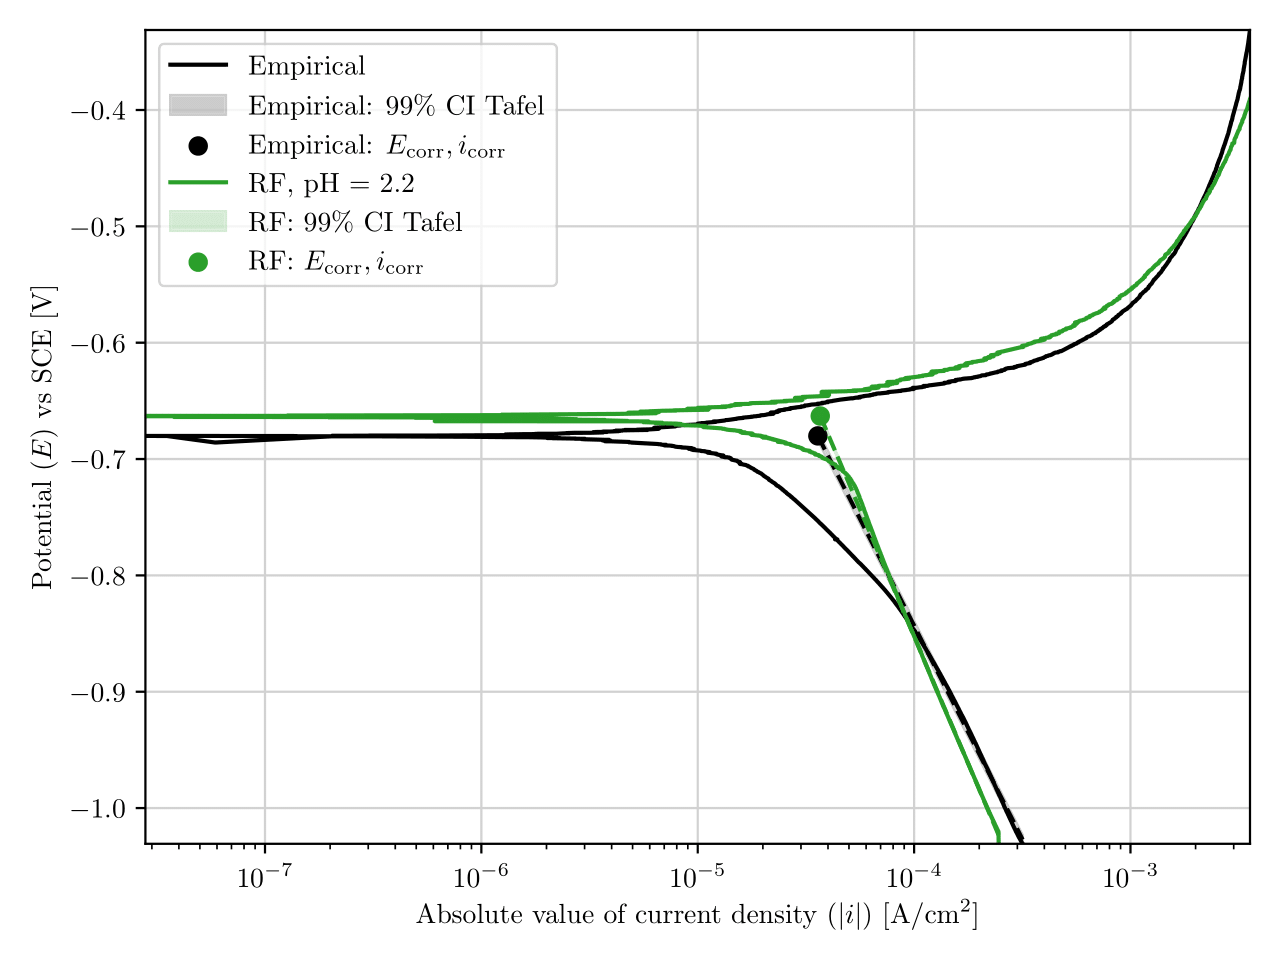 Empirical
Empirical: 99% CI Tafel
Empirical: E_corr, i_corr
RF, pH = 2.2
RF: 99% CI Tafel
RF: E_corr, i_corr
Potential (E) vs SCE [V]
−0.4
−0.5
−0.6
−0.7
−0.8
−0.9
−1.0
10⁻⁷
10⁻⁶
10⁻⁵
10⁻⁴
10⁻³
Absolute value of current density (|i|) [A/cm²]